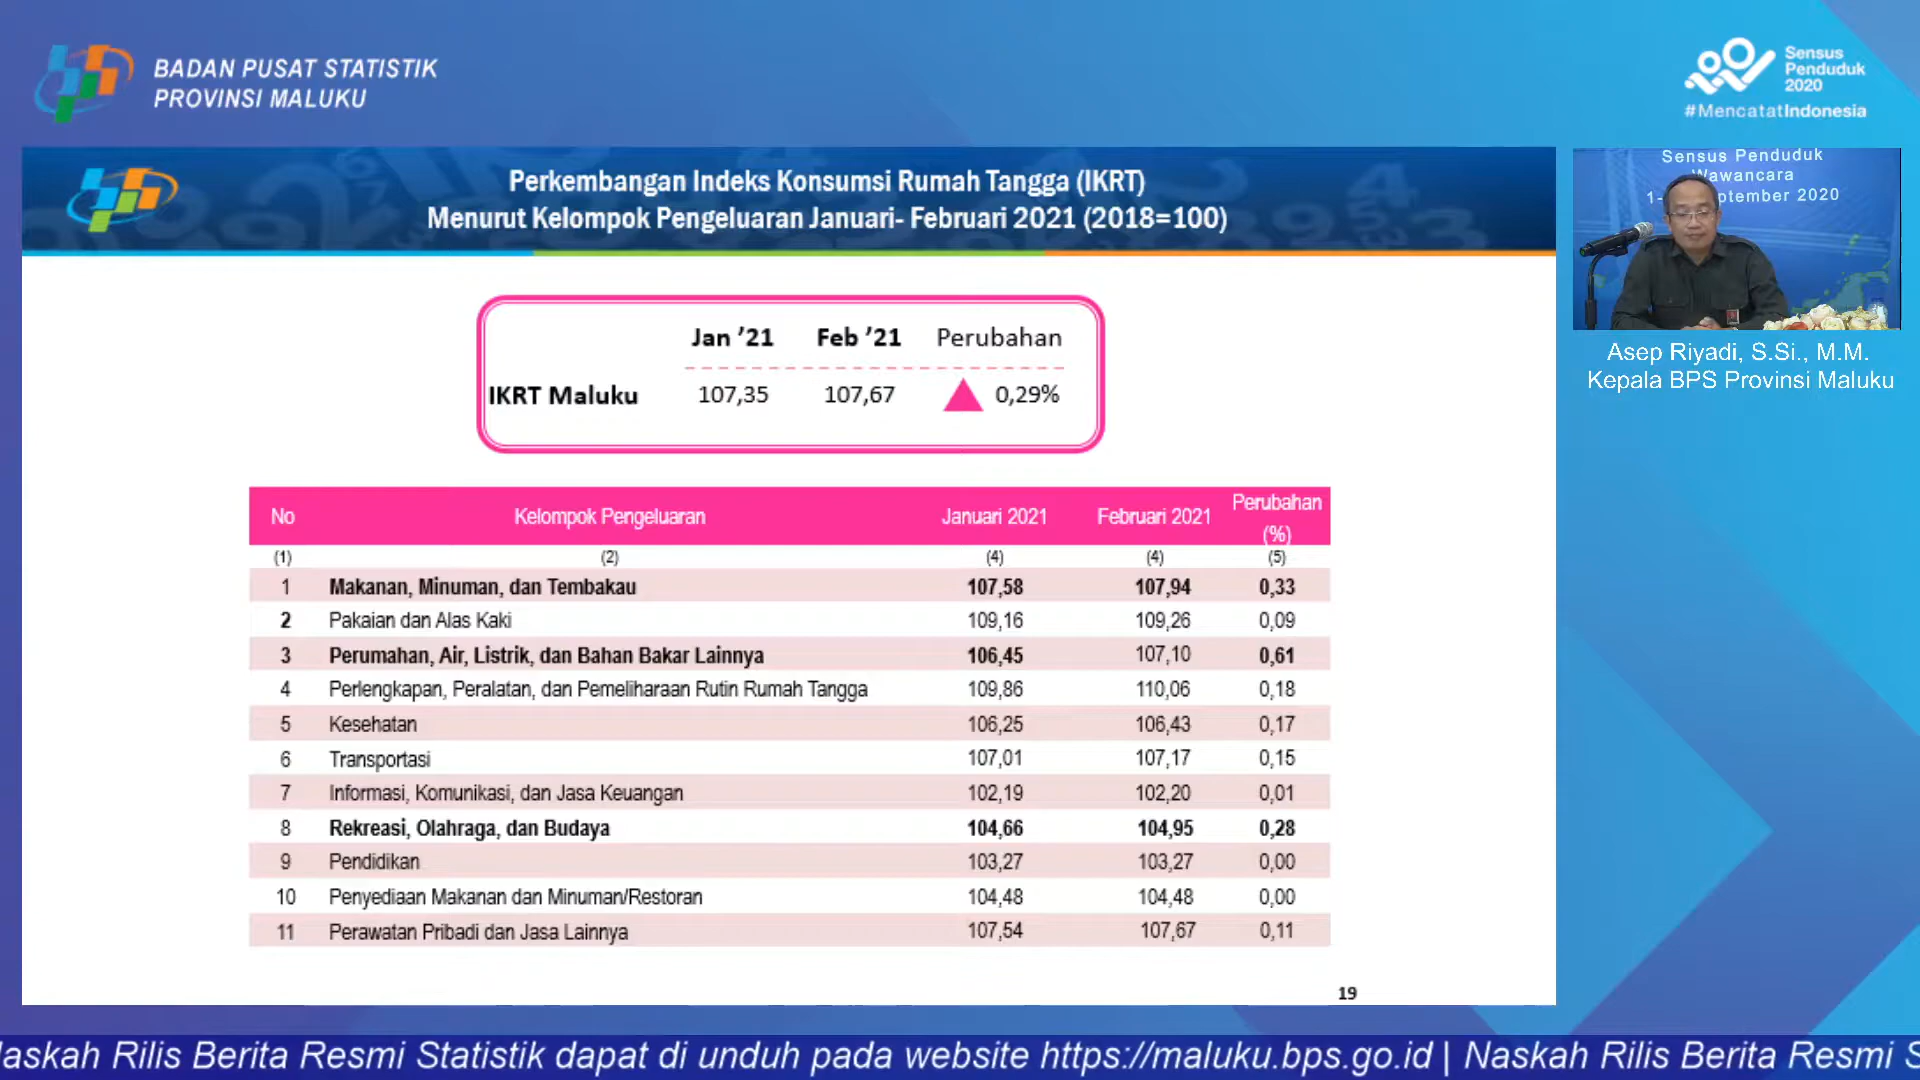 BADAN PUSAT STATISTIK
PROVINSI MALUKU
Sensus
Penduduk
2020
#MencatatIndonesia
Perkembangan Indeks Konsumsi Rumah Tangga (IKRT)
Menurut Kelompok Pengeluaran Januari- Februari 2021 (2018=100)
Sensus Penduduk
Wawancara
1- ptember 2020
Asep Riyadi, S.Si., M.M.
Kepala BPS Provinsi Maluku
Jan ’21 Feb ’21 Perubahan
IKRT Maluku 107,35 107,67 0,29%
No Kelompok Pengeluaran Januari 2021 Februari 2021 Perubahan (%)
(1) (2) (4) (4) (5)
1 Makanan, Minuman, dan Tembakau 107,58 107,94 0,33
2 Pakaian dan Alas Kaki 109,16 109,26 0,09
3 Perumahan, Air, Listrik, dan Bahan Bakar Lainnya 106,45 107,10 0,61
4 Perlengkapan, Peralatan, dan Pemeliharaan Rutin Rumah Tangga 109,86 110,06 0,18
5 Kesehatan 106,25 106,43 0,17
6 Transportasi 107,01 107,17 0,15
7 Informasi, Komunikasi, dan Jasa Keuangan 102,19 102,20 0,01
8 Rekreasi, Olahraga, dan Budaya 104,66 104,95 0,28
9 Pendidikan 103,27 103,27 0,00
10 Penyediaan Makanan dan Minuman/Restoran 104,48 104,48 0,00
11 Perawatan Pribadi dan Jasa Lainnya 107,54 107,67 0,11
19
askah Rilis Berita Resmi Statistik dapat di unduh pada website https://maluku.bps.go.id | Naskah Rilis Berita Resmi S